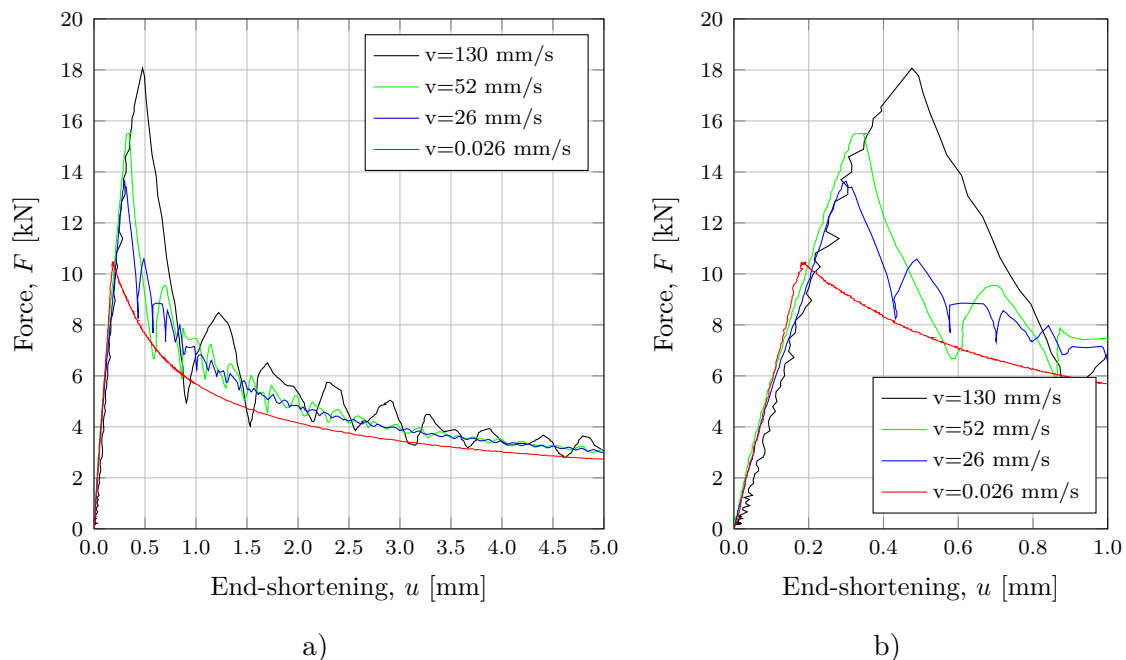 20
18
16
14
12
10
8
6
4
2
0
0.0 0.5 1.0 1.5 2.0 2.5 3.0 3.5 4.0 4.5 5.0
Force, F [kN]
End-shortening, u [mm]
v=130 mm/s
v=52 mm/s
v=26 mm/s
v=0.026 mm/s
a)
20
18
16
14
12
10
8
6
4
2
0
0.0 0.2 0.4 0.6 0.8 1.0
Force, F [kN]
End-shortening, u [mm]
v=130 mm/s
v=52 mm/s
v=26 mm/s
v=0.026 mm/s
b)